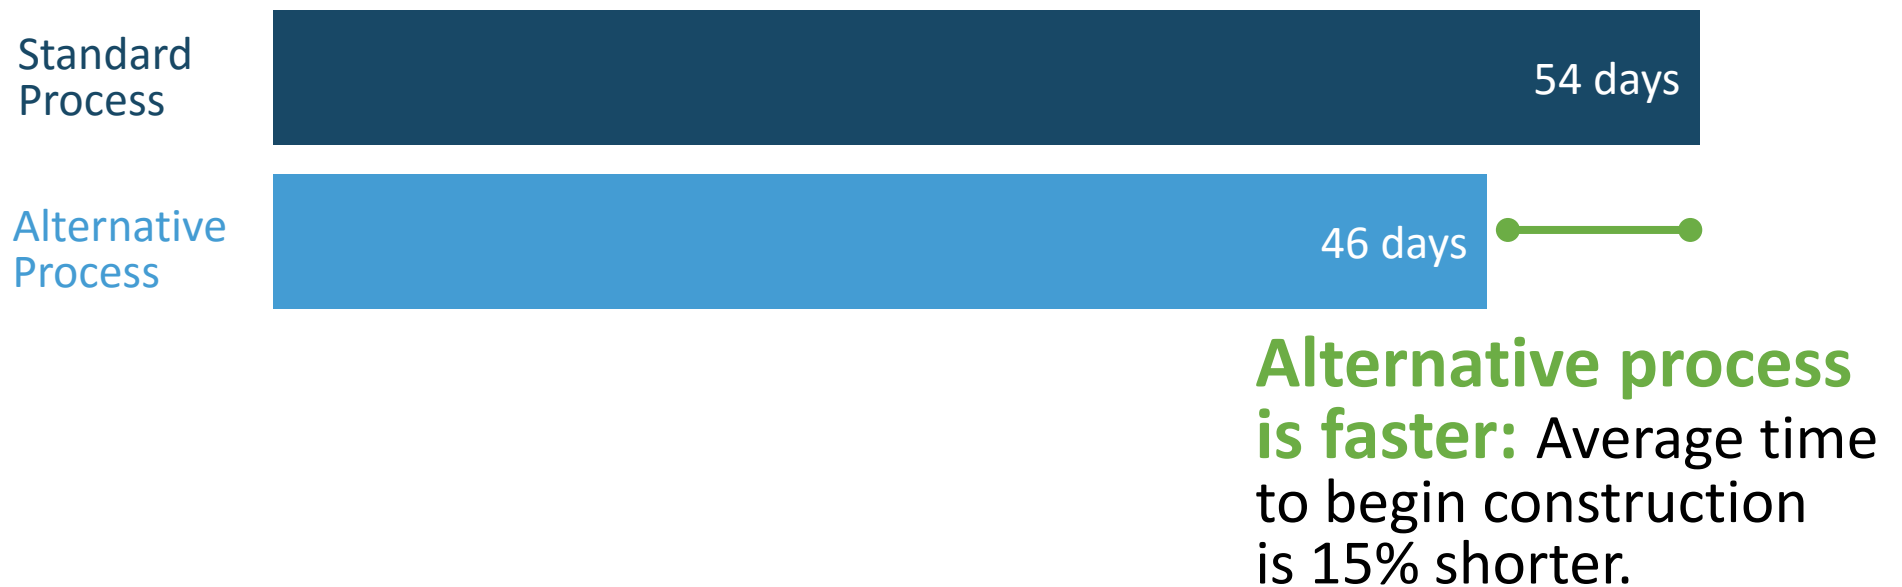 Standard
Process
54 days
Alternative
Process
46 days
Alternative process
is faster: Average time
to begin construction
is 15% shorter.